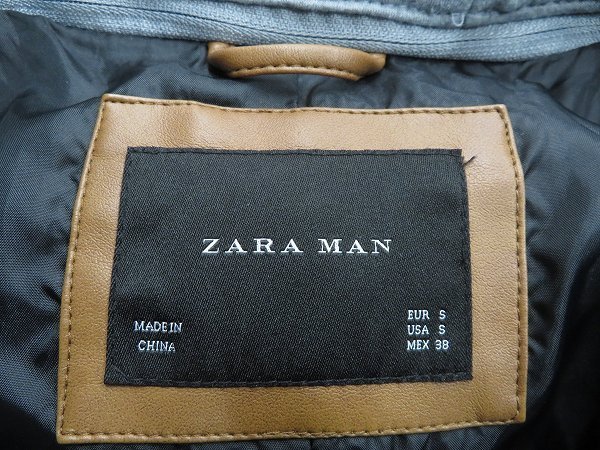 ZARA MAN
MADE IN
CHINA
EUR S
USA S
MEX 38